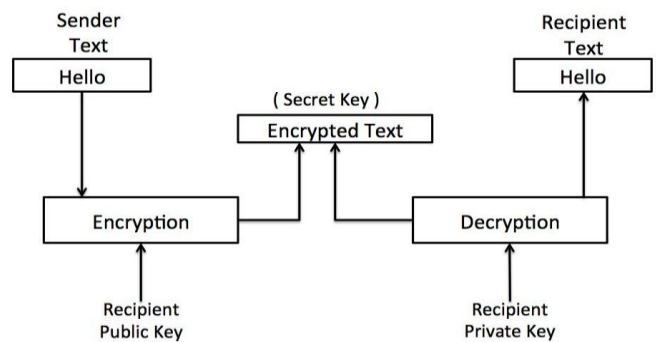 Sender
Text
Hello
Recipient
Text
Hello
( Secret Key )
Encrypted Text
Encryption
Decryption
Recipient
Public Key
Recipient
Private Key